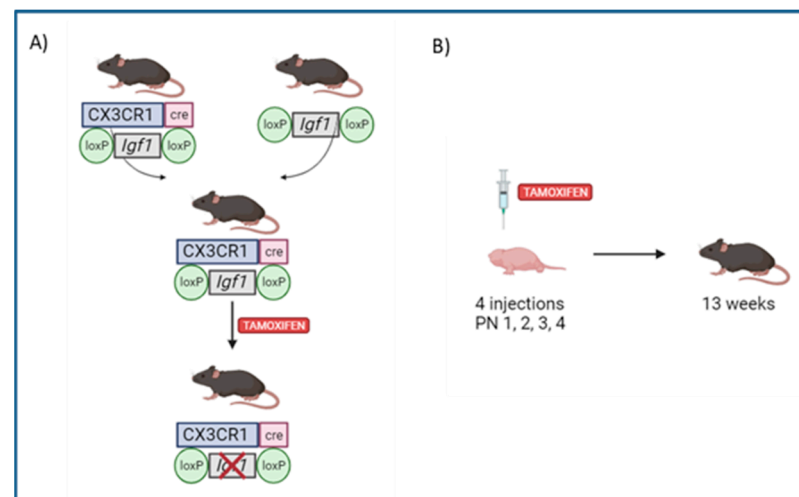 A)
CX3CR1 cre
loxP Igf1 loxP
loxP Igf1 loxP
CX3CR1 cre
loxP Igf1 loxP
TAMOXIFEN
CX3CR1 cre
loxP Igf1 loxP
B)
TAMOXIFEN
4 injections
PN 1, 2, 3, 4
13 weeks